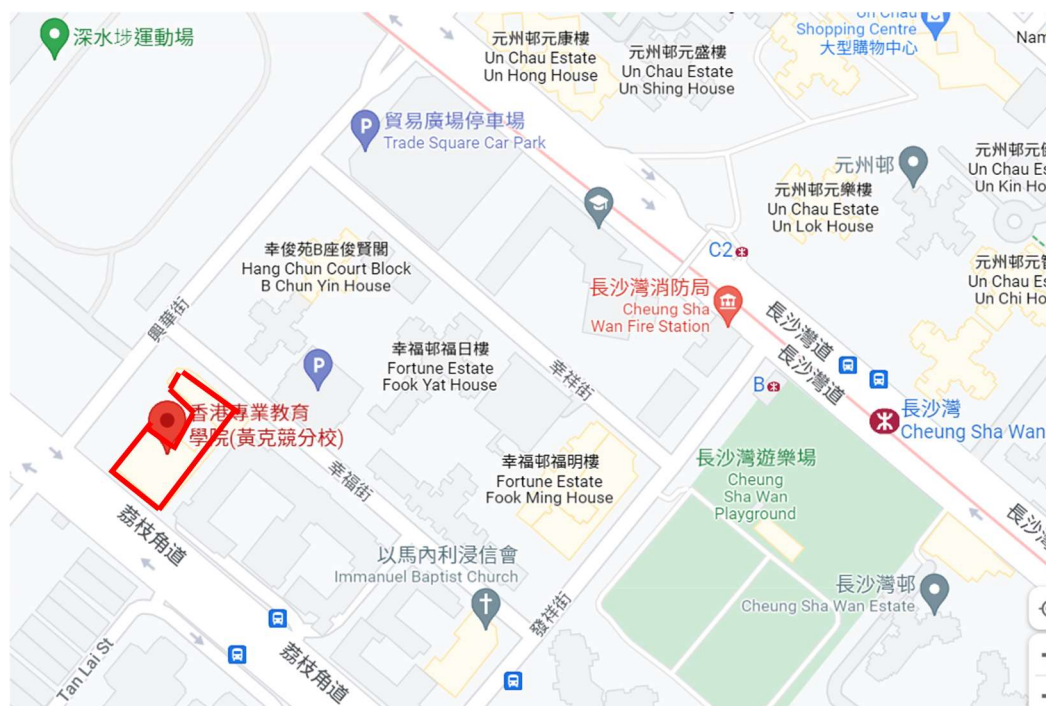 深水埗運動場
元州邨元康樓
Un Chau Estate
Un Hong House
元州邨元盛樓
Un Chau Estate
Un Shing House
Un Chau
Shopping Centre
大型購物中心
Nam
P
貿易廣場停車場
Trade Square Car Park
元州邨
元州邨元樂樓
Un Chau Estate
Un Lok House
Un Chau Es
Un Kin Ho
幸俊苑B座俊賢閣
Hang Chun Court Block
B Chun Yin House
C2
元州邨元智
Un Chau Es
Un Chi Ho
長沙灣消防局
Cheung Sha
Wan Fire Station
長沙灣道
長沙灣道
興華街
幸福邨福日樓
Fortune Estate
Fook Yat House
P
幸祥街
B
長沙灣
Cheung Sha Wan
香港專業教育
學院(黃克競分校)
幸福街
幸福邨福明樓
Fortune Estate
Fook Ming House
長沙灣遊樂場
Cheung
Sha Wan
Playground
長沙灣
荔枝角道
以馬內利浸信會
Immanuel Baptist Church
長沙灣邨
Cheung Sha Wan Estate
發祥街
荔枝角道
Tan Lai St